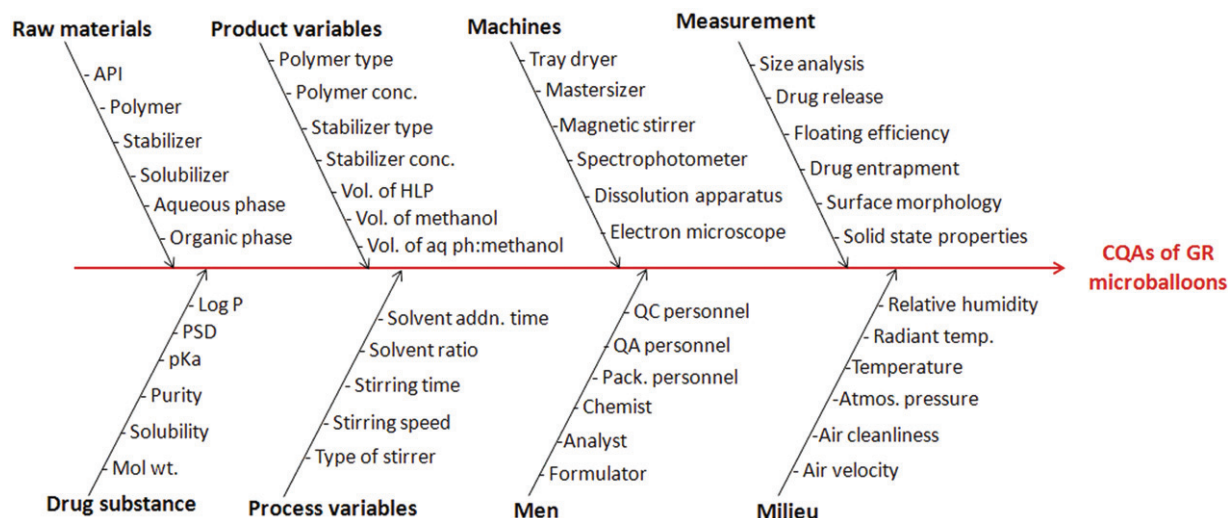 Raw materials
- API
- Polymer
- Stabilizer
- Solubilizer
- Aqueous phase
- Organic phase
Product variables
- Polymer type
- Polymer conc.
- Stabilizer type
- Stabilizer conc.
- Vol. of HLP
- Vol. of methanol
- Vol. of aq ph:methanol
Machines
- Tray dryer
- Mastersizer
- Magnetic stirrer
- Spectrophotometer
- Dissolution apparatus
- Electron microscope
Measurement
- Size analysis
- Drug release
- Floating efficiency
- Drug entrapment
- Surface morphology
- Solid state properties
CQAs of GR
microballoons
- Log P
- PSD
- pKa
- Purity
- Solubility
- Mol wt.
Drug substance
- Solvent addn. time
- Solvent ratio
- Stirring time
- Stirring speed
- Type of stirrer
Process variables
- QC personnel
- QA personnel
- Pack. personnel
- Chemist
- Analyst
- Formulator
Men
- Relative humidity
- Radiant temp.
- Temperature
- Atmos. pressure
- Air cleanliness
- Air velocity
Milieu